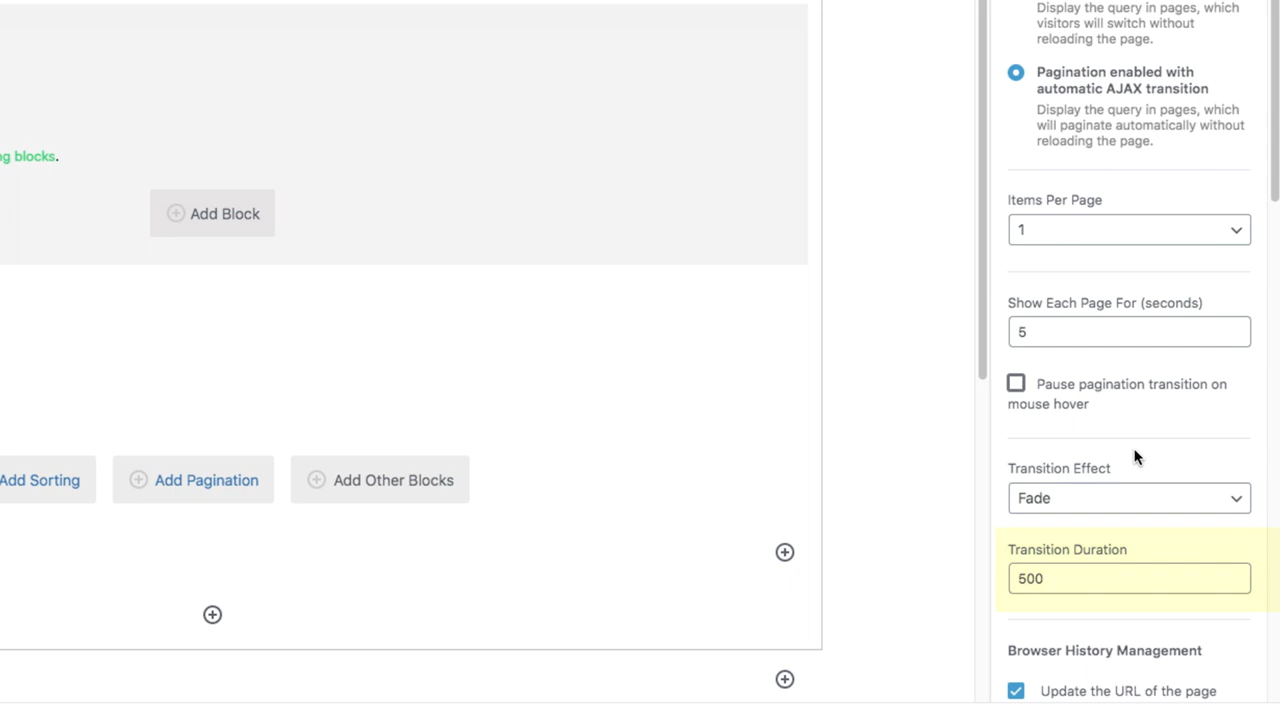 ng blocks.
Add Block
Add Sorting
Add Pagination
Add Other Blocks
Display the query in pages, which
visitors will switch without
reloading the page.
Pagination enabled with
automatic AJAX transition
Display the query in pages, which
will paginate automatically without
reloading the page.
Items Per Page
1
Show Each Page For (seconds)
5
Pause pagination transition on
mouse hover
Transition Effect
Fade
Transition Duration
500
Browser History Management
Update the URL of the page